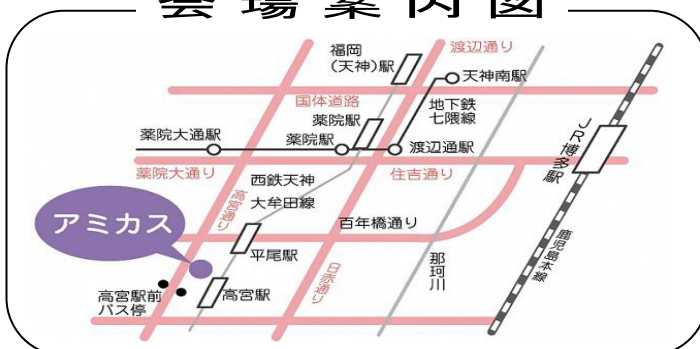 会場案内図
福岡
(天神)駅
渡辺通り
天神南駅
国体道路
地下鉄
七隈線
薬院駅
薬院大通駅
薬院駅
渡辺通駅
JR博多駅
薬院大通り
住吉通り
西鉄天神
大牟田線
高宮通り
アミカス
百年橋通り
平尾駅
日赤通り
那珂川
鹿児島本線
高宮駅前
バス停
高宮駅